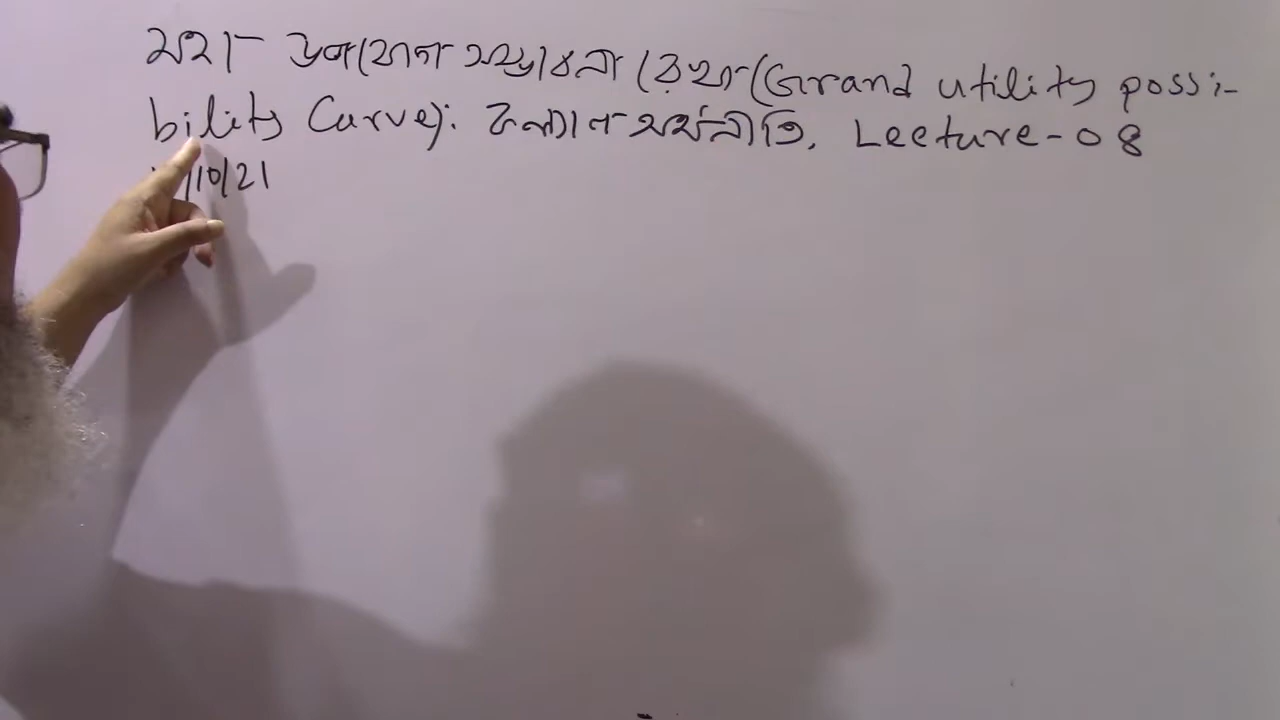 মহা- উপযোগ সম্ভাবনা রেখা (Grand utility possi-
bility Curve): কল্যাণ অর্থনীতি, Lecture-08
/10/21